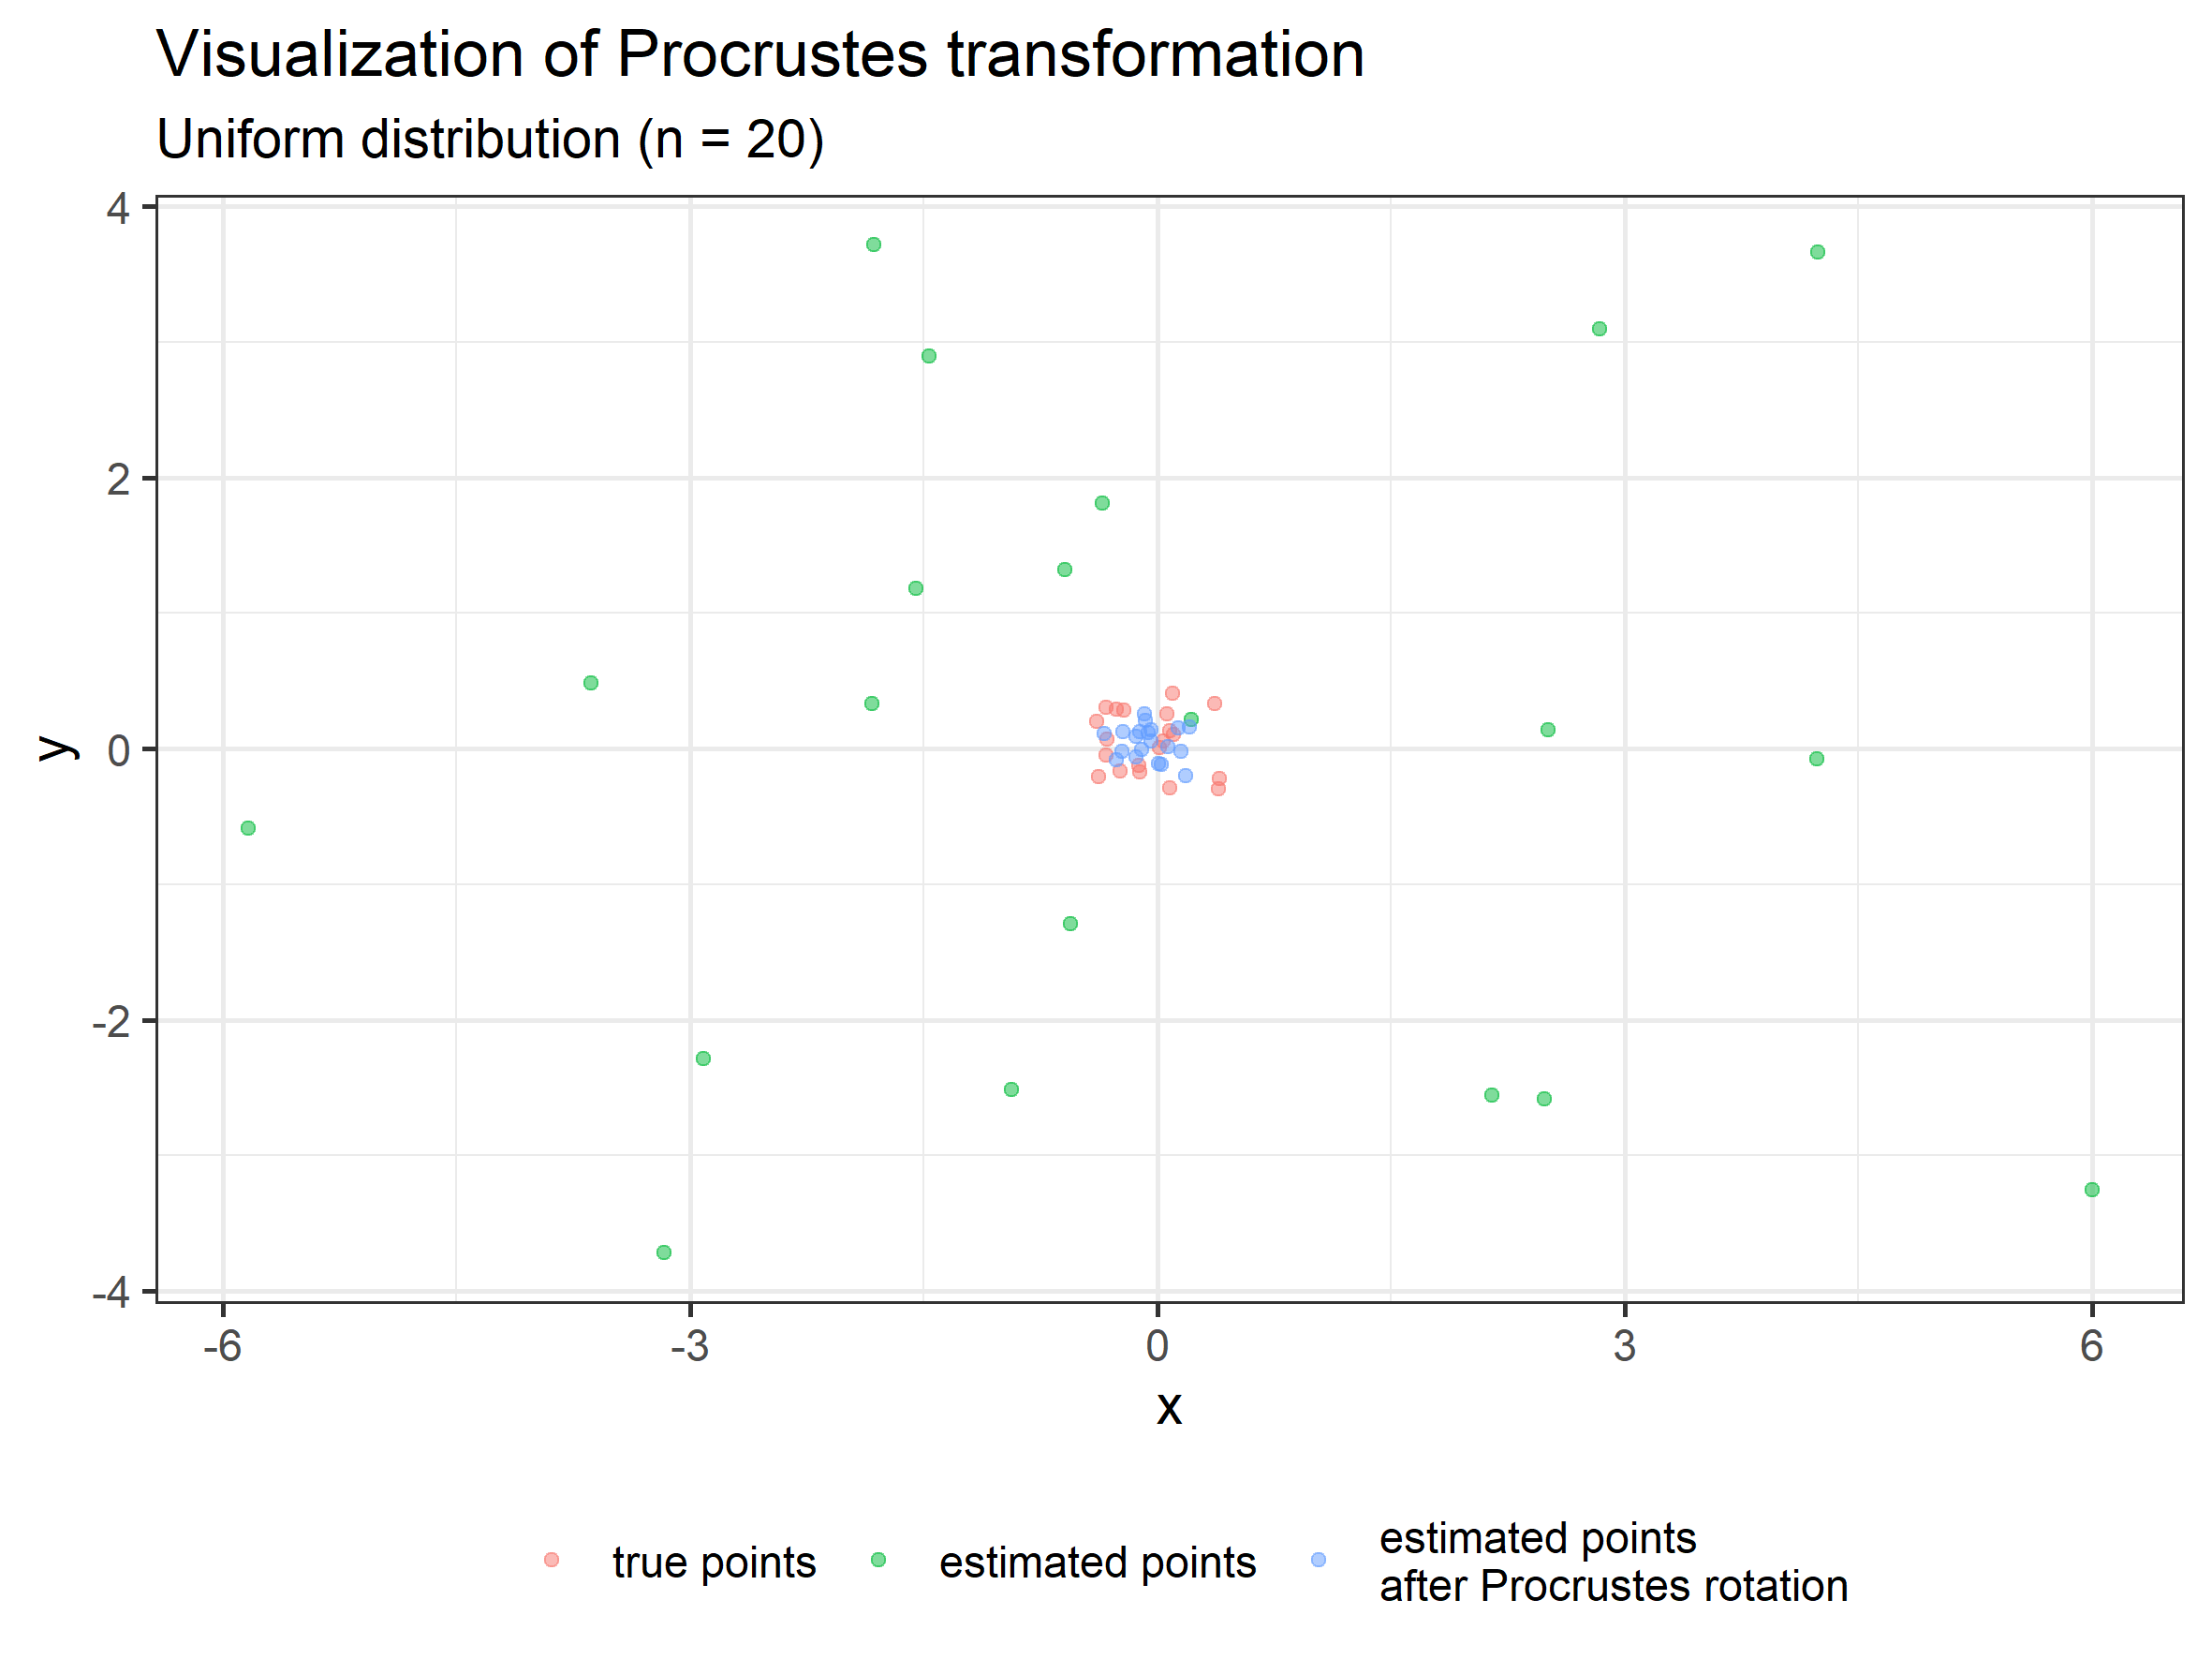 Visualization of Procrustes transformation
Uniform distribution (n = 20)
4
2
0
-2
-4
y
-6 -3 0 3 6
x
true points estimated points estimated points
after Procrustes rotation